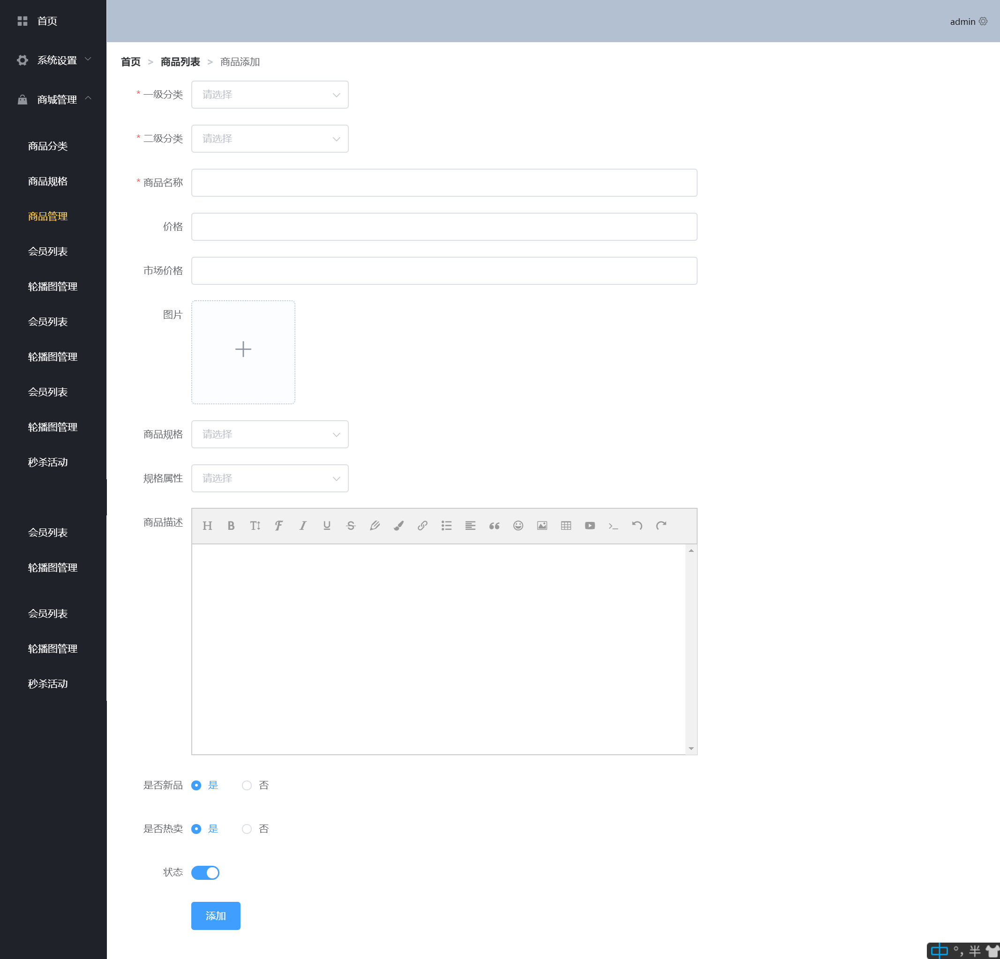 首页
系统设置
商城管理
商品分类
商品规格
商品管理
会员列表
轮播图管理
会员列表
轮播图管理
会员列表
轮播图管理
秒杀活动
会员列表
轮播图管理
会员列表
轮播图管理
秒杀活动
admin
首页 > 商品列表 > 商品添加
* 一级分类 请选择
* 二级分类 请选择
* 商品名称
价格
市场价格
图片
商品规格 请选择
规格属性 请选择
商品描述
是否新品 是 否
是否热卖 是 否
状态
添加
中 °, 半